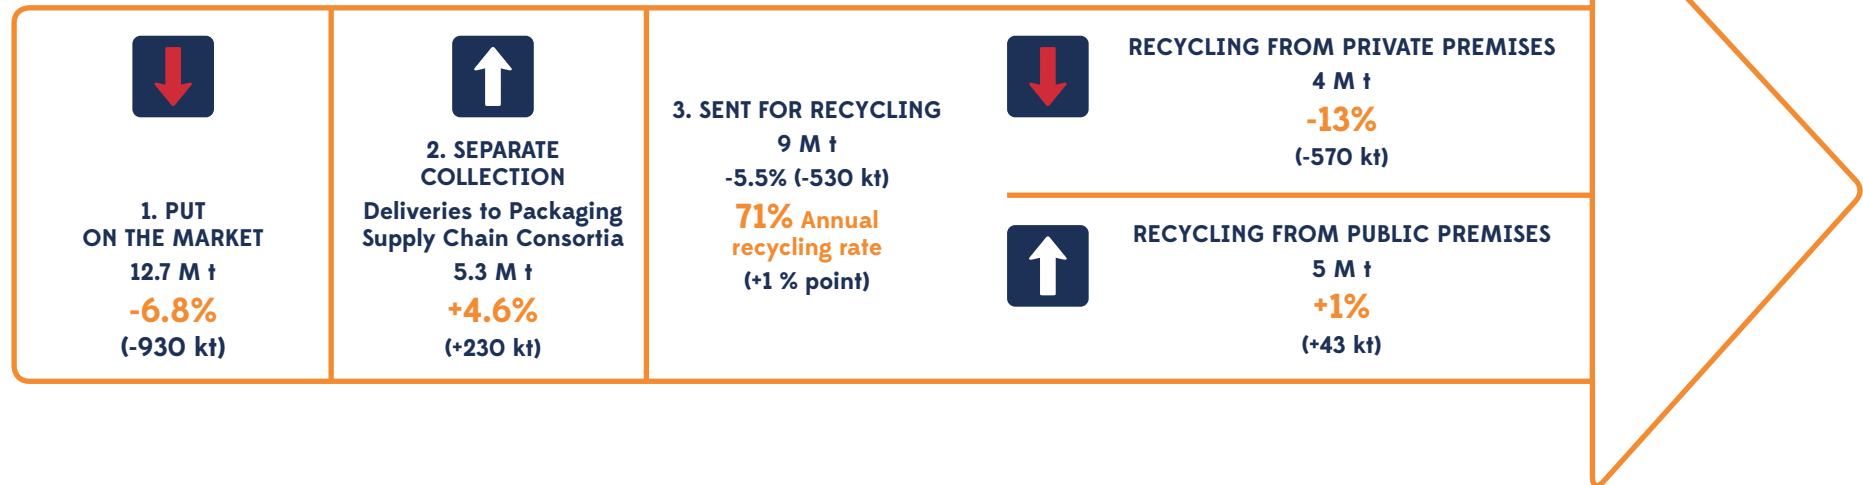 1. PUT
ON THE MARKET
12.7 M t
-6.8%
(-930 kt)
2. SEPARATE
COLLECTION
Deliveries to Packaging
Supply Chain Consortia
5.3 M t
+4.6%
(+230 kt)
3. SENT FOR RECYCLING
9 M t
-5.5% (-530 kt)
71% Annual
recycling rate
(+1 % point)
RECYCLING FROM PRIVATE PREMISES
4 M t
-13%
(-570 kt)
RECYCLING FROM PUBLIC PREMISES
5 M t
+1%
(+43 kt)